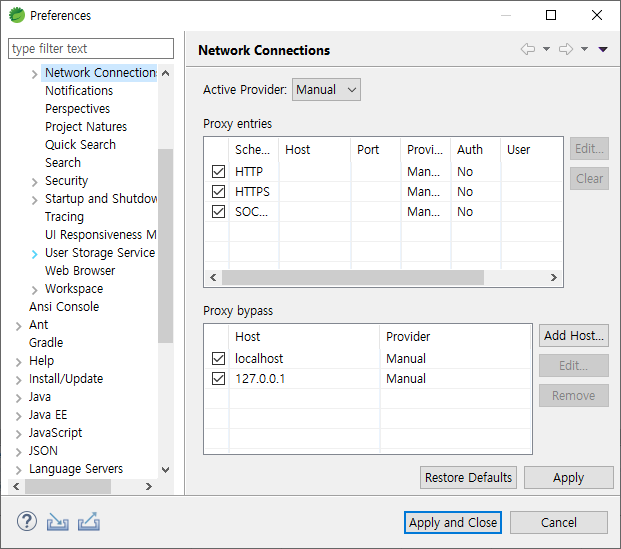 Preferences
type filter text
Network Connections
Notifications
Perspectives
Project Natures
Quick Search
Search
Security
Startup and Shutdow
Tracing
UI Responsiveness M
User Storage Service
Web Browser
Workspace
Ansi Console
Ant
Gradle
Help
Install/Update
Java
Java EE
JavaScript
JSON
Language Servers
Network Connections
Active Provider: Manual
Proxy entries
Sche... Host Port Provi... Auth User
HTTP Man... No
HTTPS Man... No
SOC... Man... No
Edit...
Clear
Proxy bypass
Host Provider
localhost Manual
127.0.0.1 Manual
Add Host...
Edit...
Remove
Restore Defaults Apply
? Apply and Close Cancel